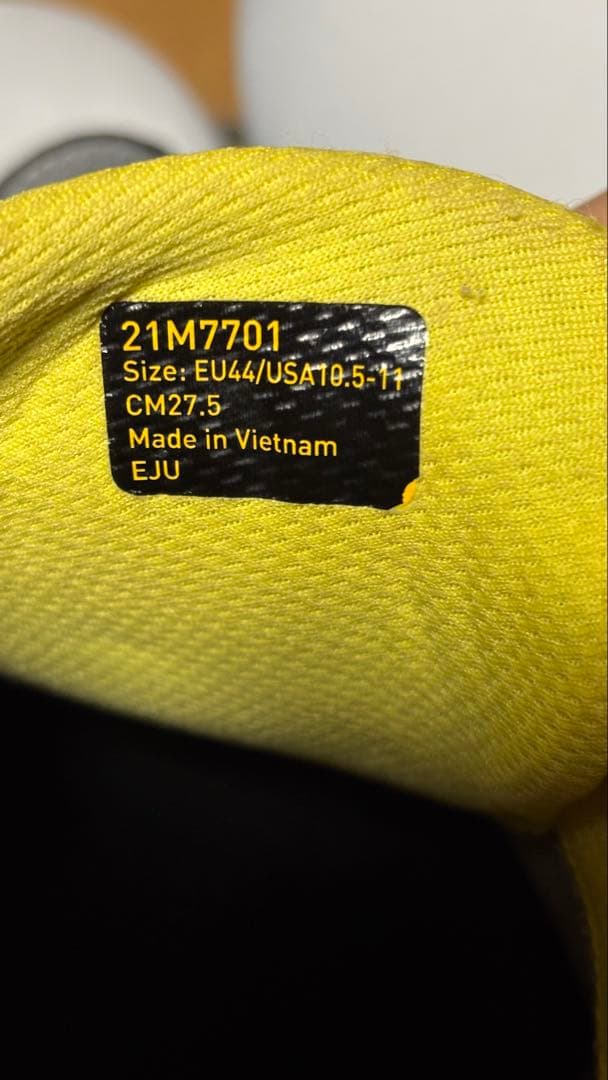 21M7701
Size: EU44/USA10.5-11
CM27.5
Made in Vietnam
EJU